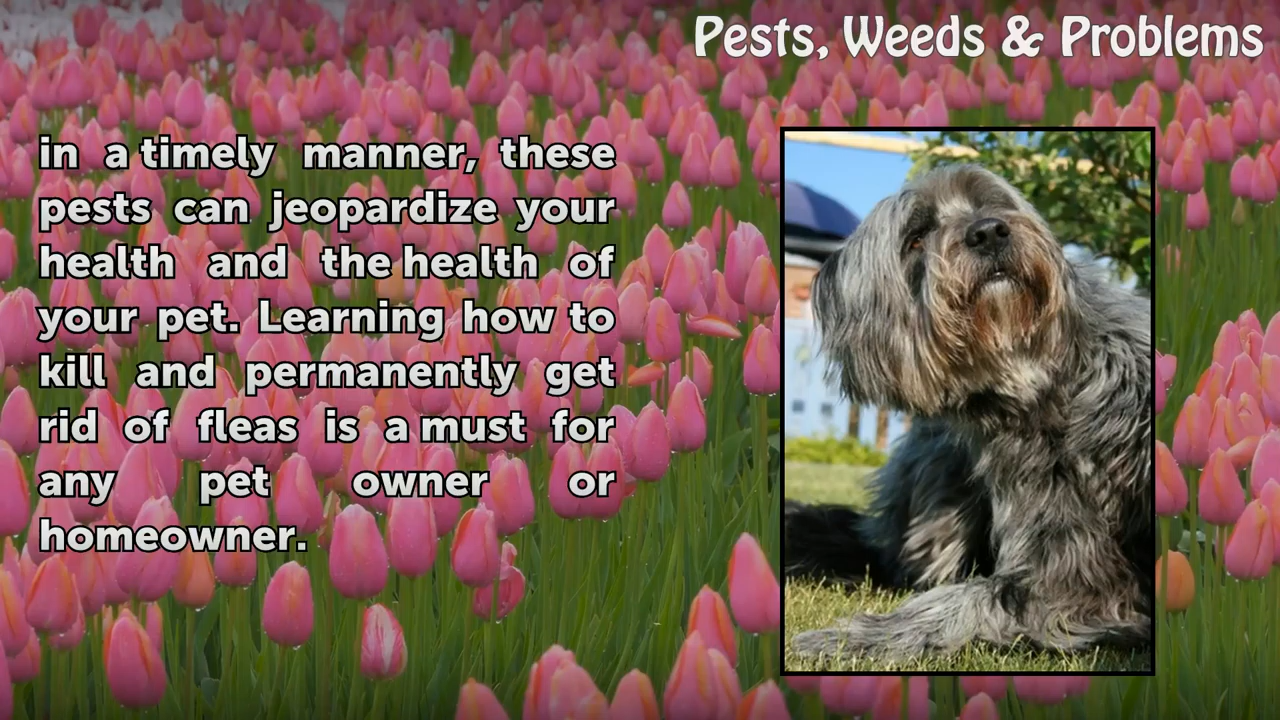 Pests, Weeds & Problems
in a timely manner, these
pests can jeopardize your
health and the health of
your pet. Learning how to
kill and permanently get
rid of fleas is a must for
any pet owner or
homeowner.